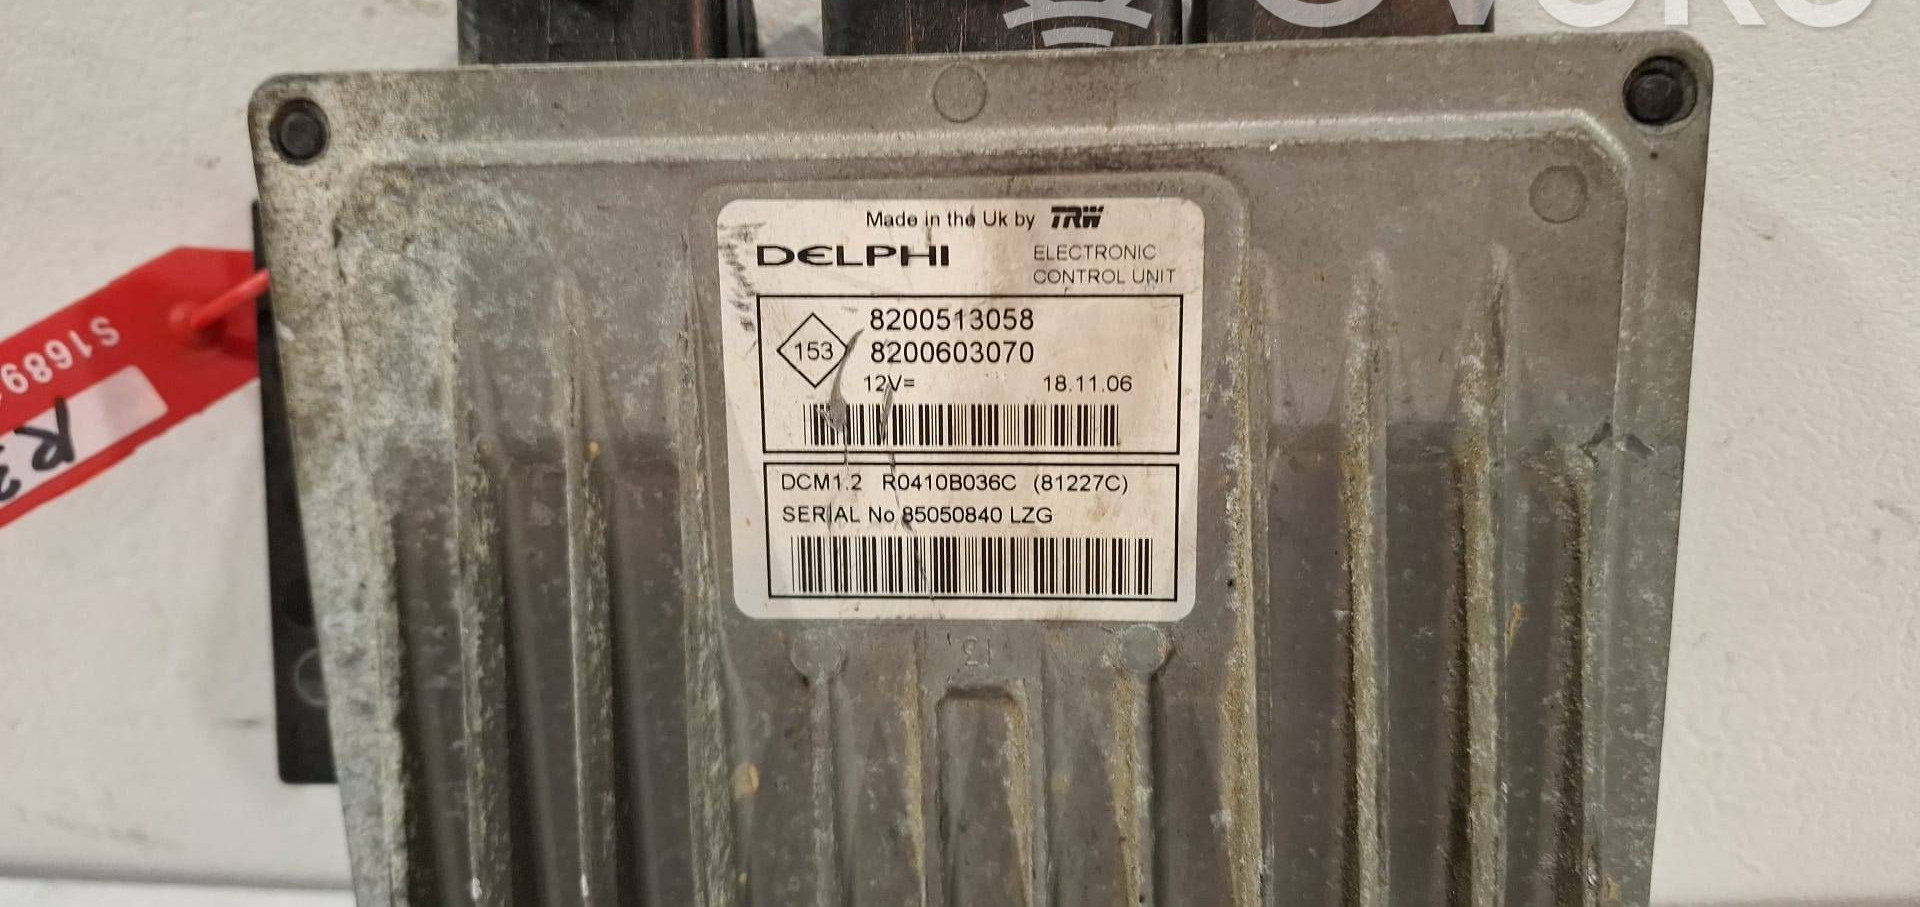 Made in the Uk by TRW
DELPHI
ELECTRONIC
CONTROL UNIT
153
8200513058
8200603070
12V=
18.11.06
DCM1.2 R0410B036C (81227C)
SERIAL No 85050840 LZG
13